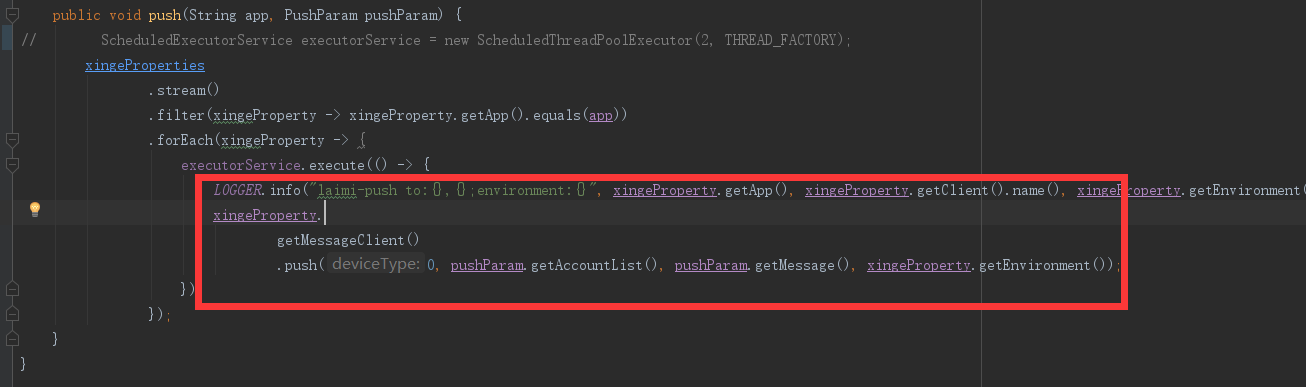 public void push(String app, PushParam pushParam) {
//        ScheduledExecutorService executorService = new ScheduledThreadPoolExecutor(2, THREAD_FACTORY);
xingeProperties
.stream()
.filter(xingeProperty -> xingeProperty.getApp().equals(app))
.forEach(xingeProperty -> {
executorService.execute(() -> {
LOGGER.info("laimi-push to:{},{};environment:{}", xingeProperty.getApp(), xingeProperty.getClient().name(), xingeProperty.getEnvironment(
xingeProperty.
getMessageClient()
.push( deviceType: 0, pushParam.getAccountList(), pushParam.getMessage(), xingeProperty.getEnvironment());
})
});
}
}